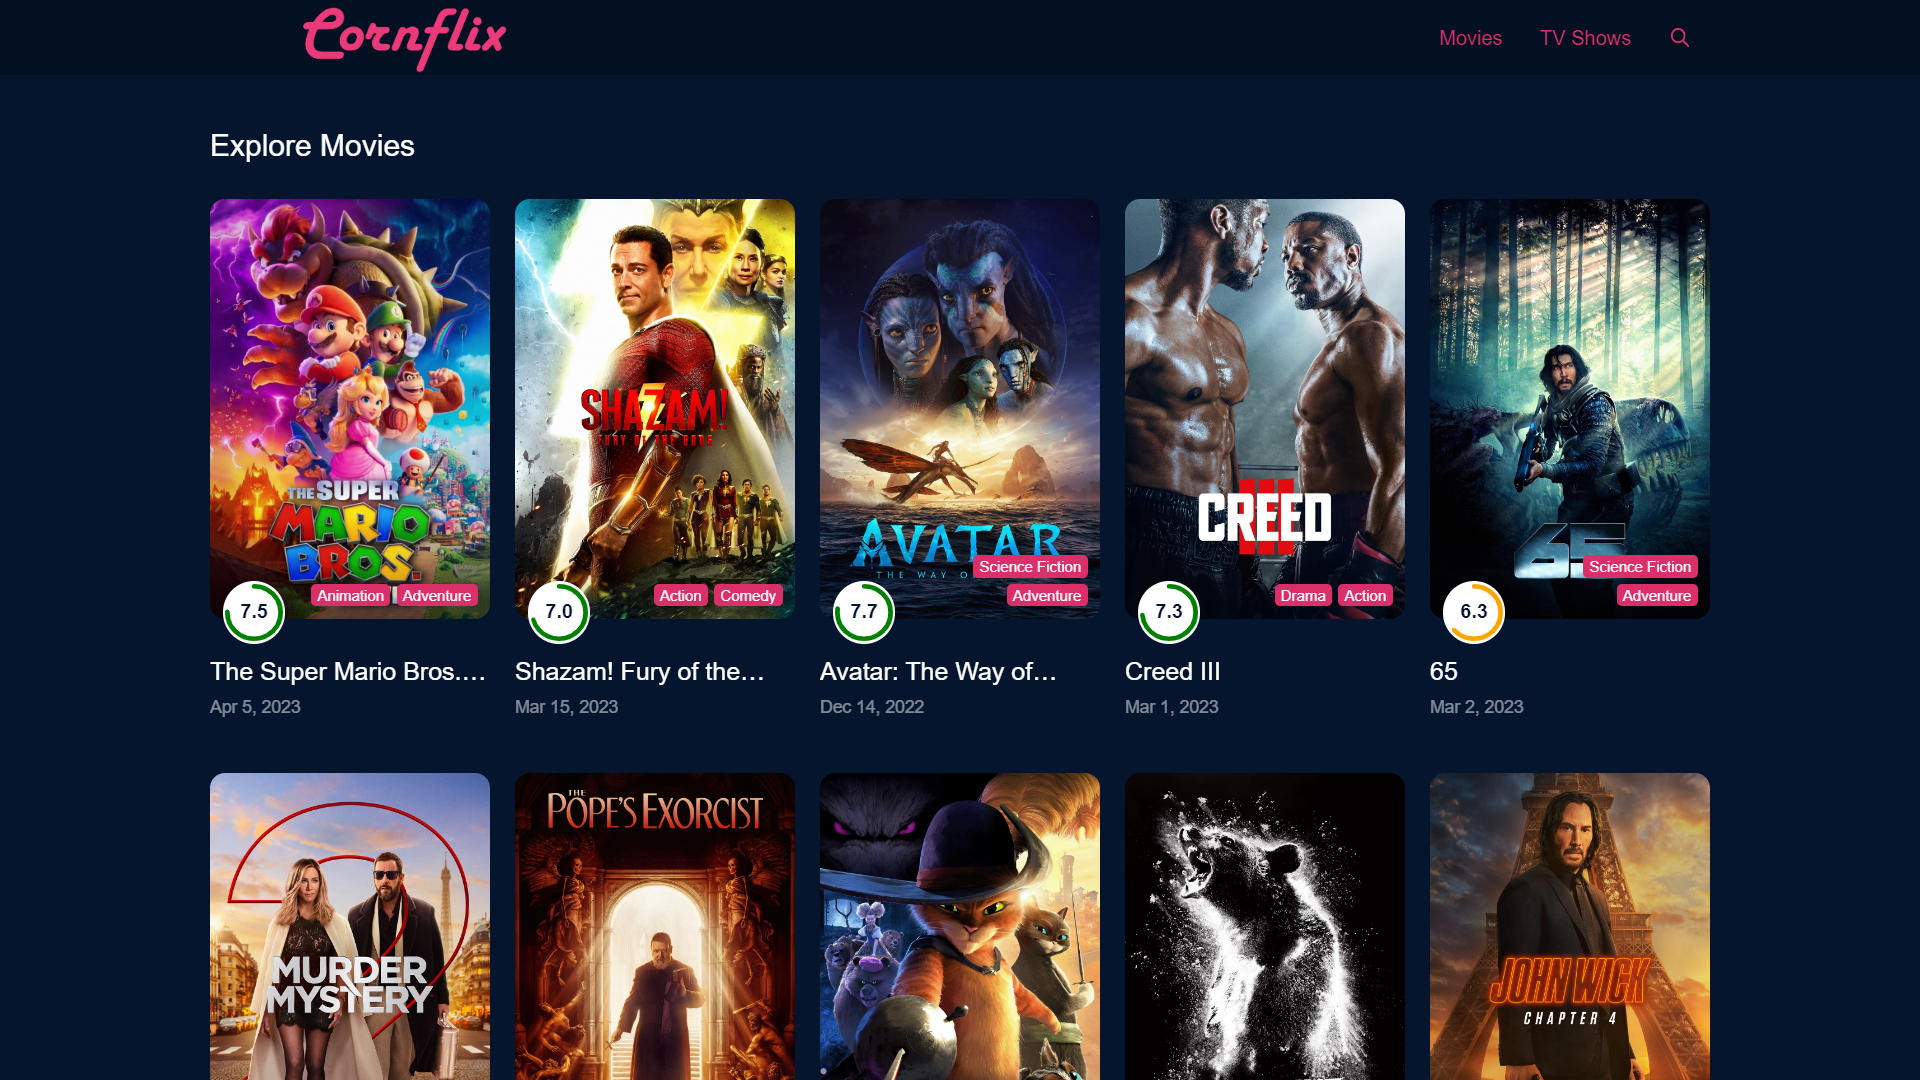 Cornflix
Movies
TV Shows
Explore Movies
THE SUPER
MARIO
BROS.
Animation
Adventure
7.5
The Super Mario Bros....
Apr 5, 2023
SHAZAM!
FURY OF THE GODS
Action
Comedy
7.0
Shazam! Fury of the...
Mar 15, 2023
AVATAR
THE WAY O
Science Fiction
Adventure
7.7
Avatar: The Way of...
Dec 14, 2022
CREED
III
Drama
Action
7.3
Creed III
Mar 1, 2023
65
Science Fiction
Adventure
6.3
65
Mar 2, 2023
MURDER
MYSTERY
2
THE
POPE'S EXORCIST
JOHN WICK
CHAPTER 4